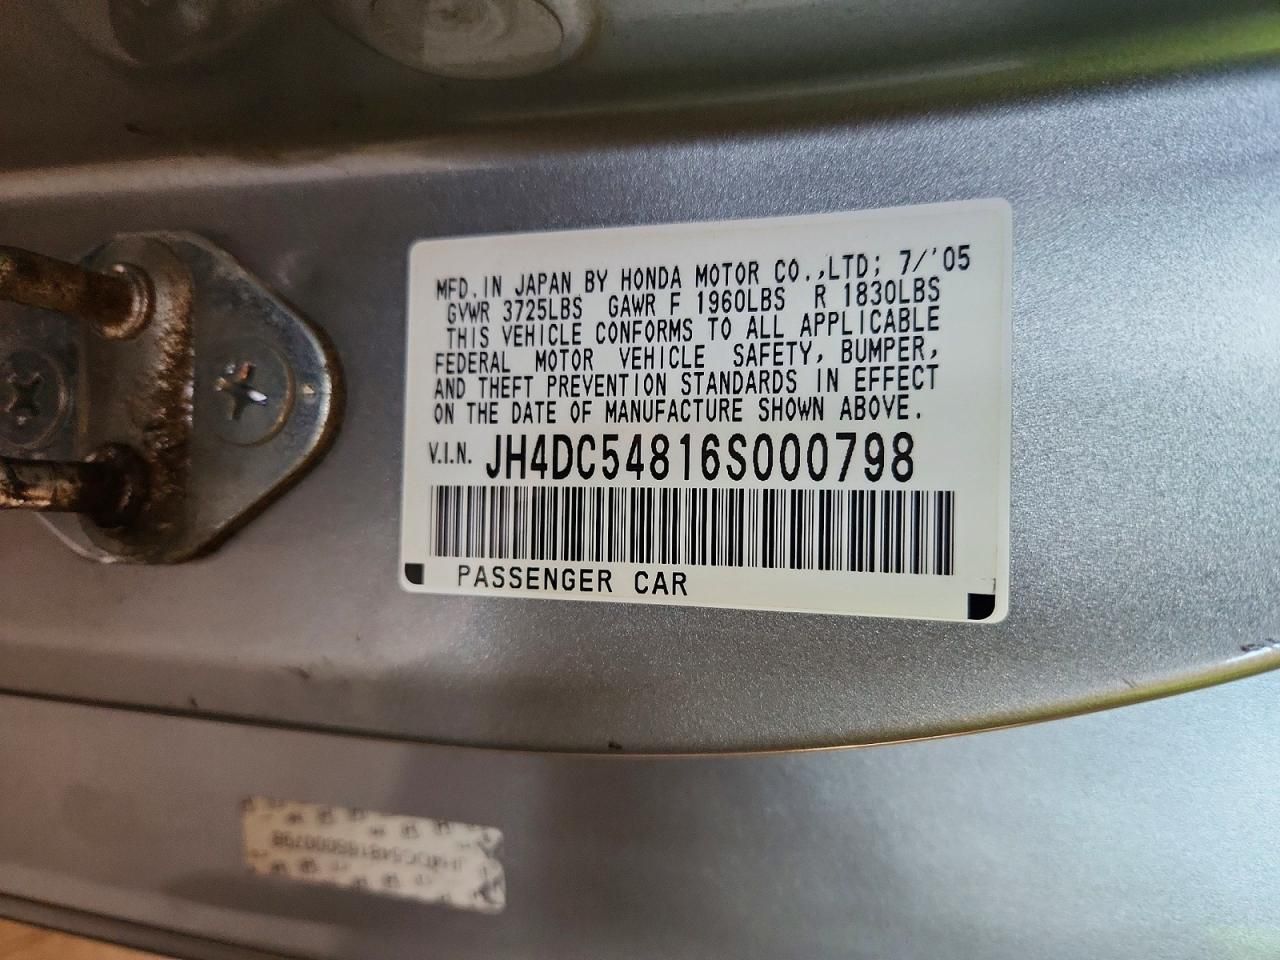 MFD. IN JAPAN BY HONDA MOTOR CO.,LTD; 7/'05
GVWR 3725LBS GAWR F 1960LBS R 1830LBS
THIS VEHICLE CONFORMS TO ALL APPLICABLE
FEDERAL MOTOR VEHICLE SAFETY, BUMPER,
AND THEFT PREVENTION STANDARDS IN EFFECT
ON THE DATE OF MANUFACTURE SHOWN ABOVE.
V.I.N. JH4DC54816S000798
PASSENGER CAR
JH4DC54816S000798